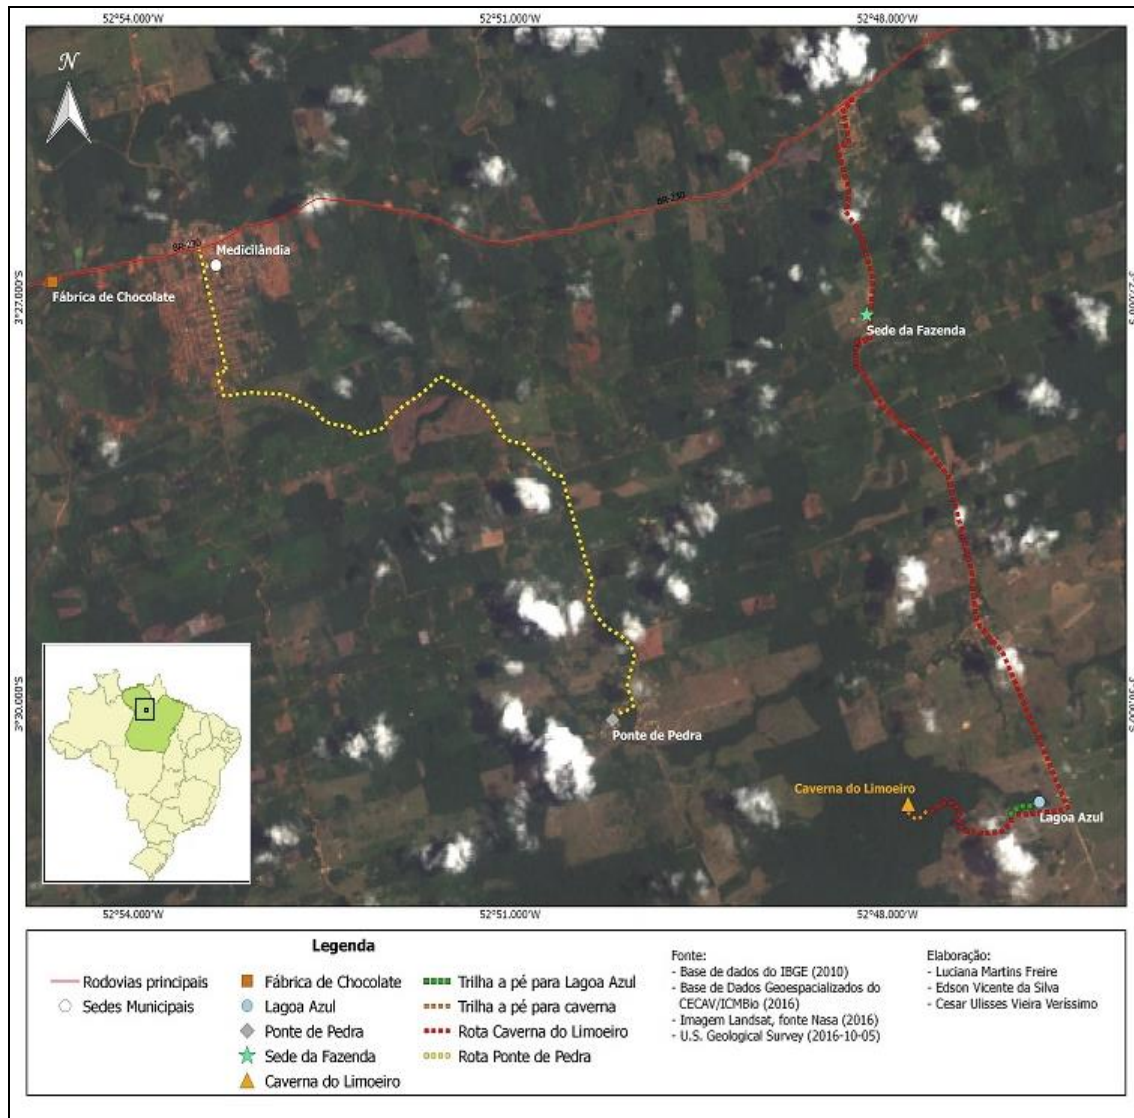 52°54.000'W 52°51.000'W 52°48.000'W
N
BR-230
BR-230
Medicilândia
3°27.000'S
3°27.000'S
Fábrica de Chocolate
Sede da Fazenda
3°30.000'S
3°30.000'S
Ponte de Pedra
Caverna do Limoeiro
Lagoa Azul
52°54.000'W 52°51.000'W 52°48.000'W
Legenda
Rodovias principais
Sedes Municipais
Fábrica de Chocolate
Lagoa Azul
Ponte de Pedra
Sede da Fazenda
Caverna do Limoeiro
Trilha a pé para Lagoa Azul
Trilha a pé para caverna
Rota Caverna do Limoeiro
Rota Ponte de Pedra
Fonte:
- Base de dados do IBGE (2010)
- Base de Dados Geoespacializados do
CECAV/ICMBio (2016)
- Imagem Landsat, fonte Nasa (2016)
- U.S. Geological Survey (2016-10-05)
Elaboração:
- Luciana Martins Freire
- Edson Vicente da Silva
- Cesar Ulisses Vieira Veríssimo